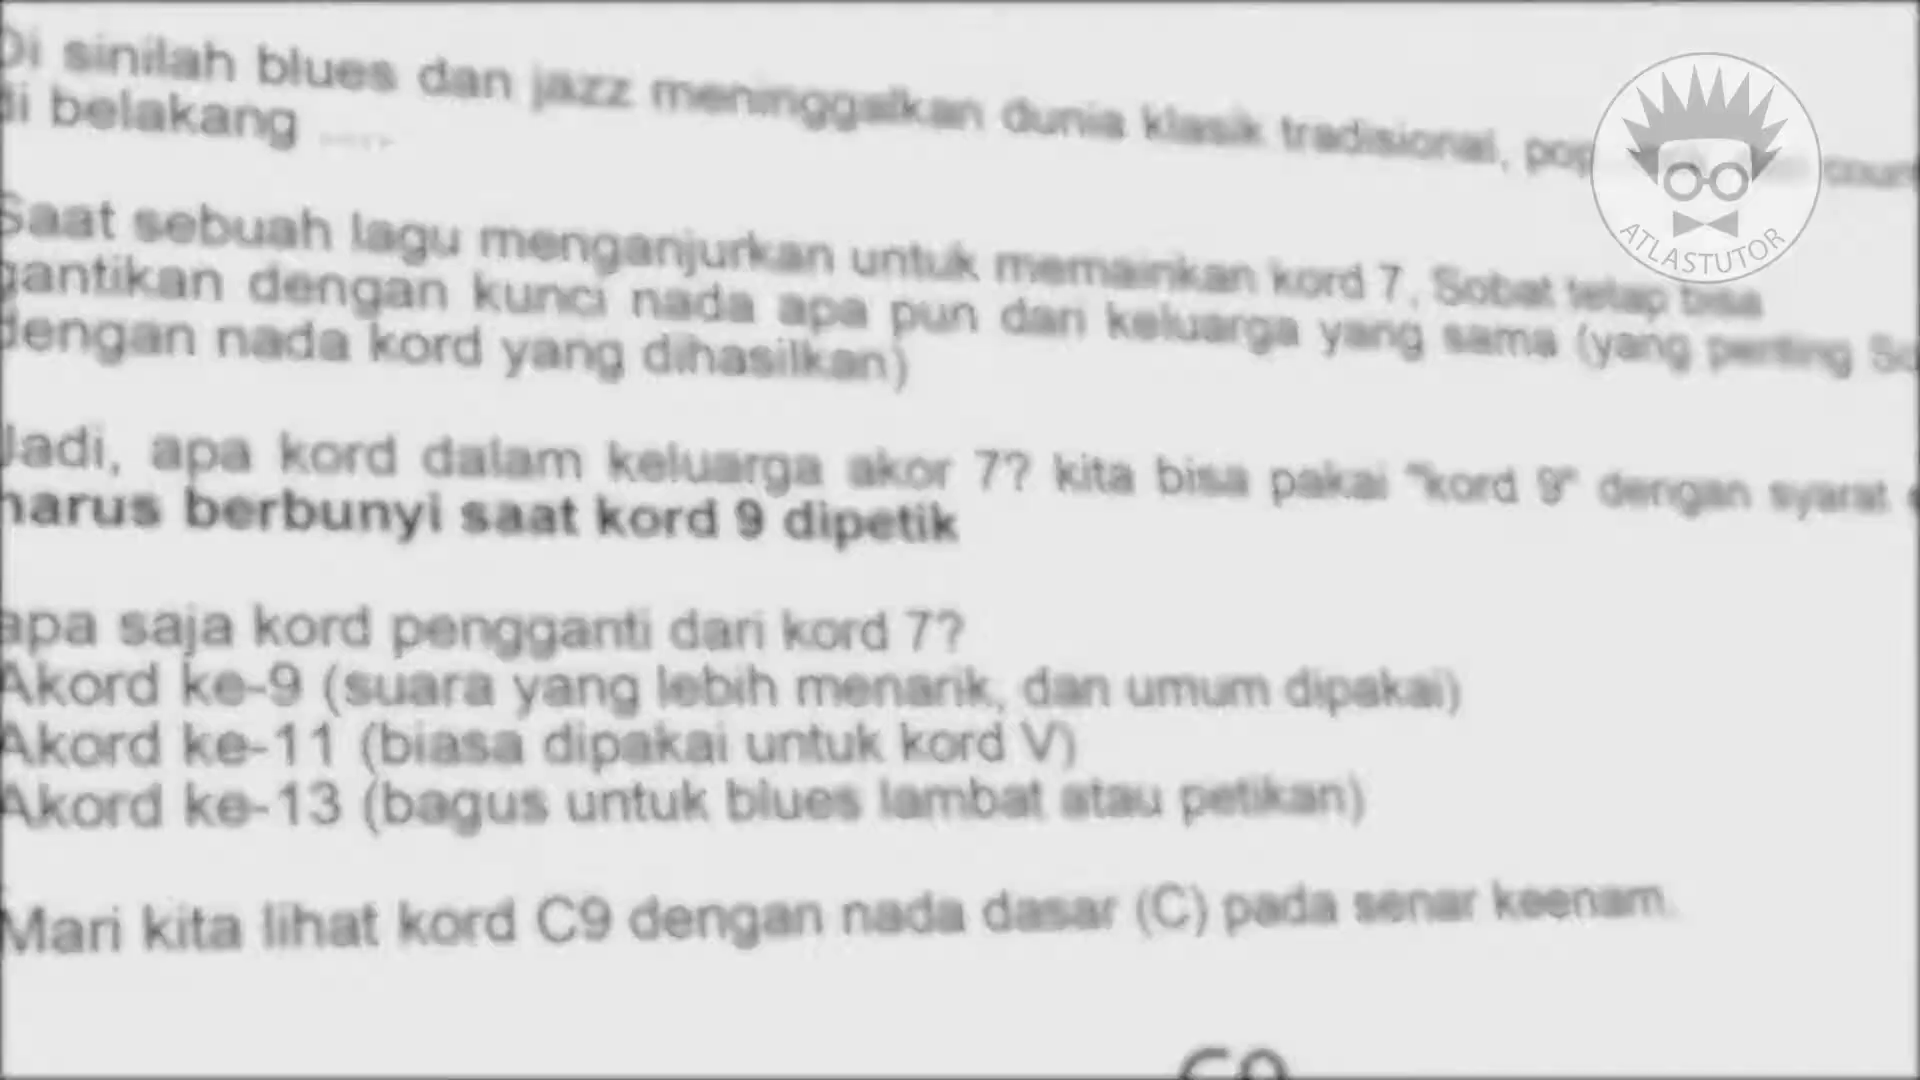 Di sinilah blues dan jazz meninggalkan dunia klasik tradisional, pop
di belakang
Saat sebuah lagu menganjurkan untuk memainkan kord 7, Sobat tetap bisa
gantikan dengan kunci nada apa pun dari keluarga yang sama (yang penting
dengan nada kord yang dihasilkan)
Jadi, apa kord dalam keluarga akor 7? kita bisa pakai "kord 9" dengan syarat
harus berbunyi saat kord 9 dipetik
apa saja kord pengganti dari kord 7?
Akord ke-9 (suara yang lebih menarik, dan umum dipakai)
Akord ke-11 (biasa dipakai untuk kord V)
Akord ke-13 (bagus untuk blues lambat atau petikan)
Mari kita lihat kord C9 dengan nada dasar (C) pada senar keenam.
C9
ATLASTUTOR